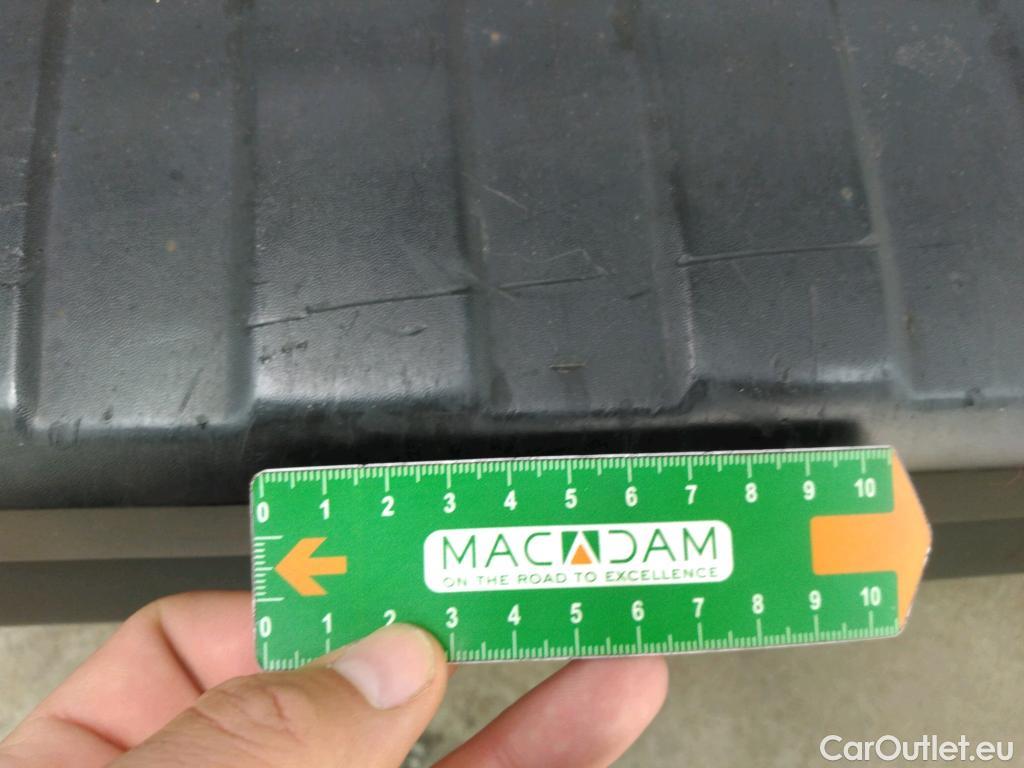 0 1 2 3 4 5 6 7 8 9 10
MACADAM
ON THE ROAD TO EXCELLENCE
0 1 2 3 4 5 6 7 8 9 10
CarOutlet.eu